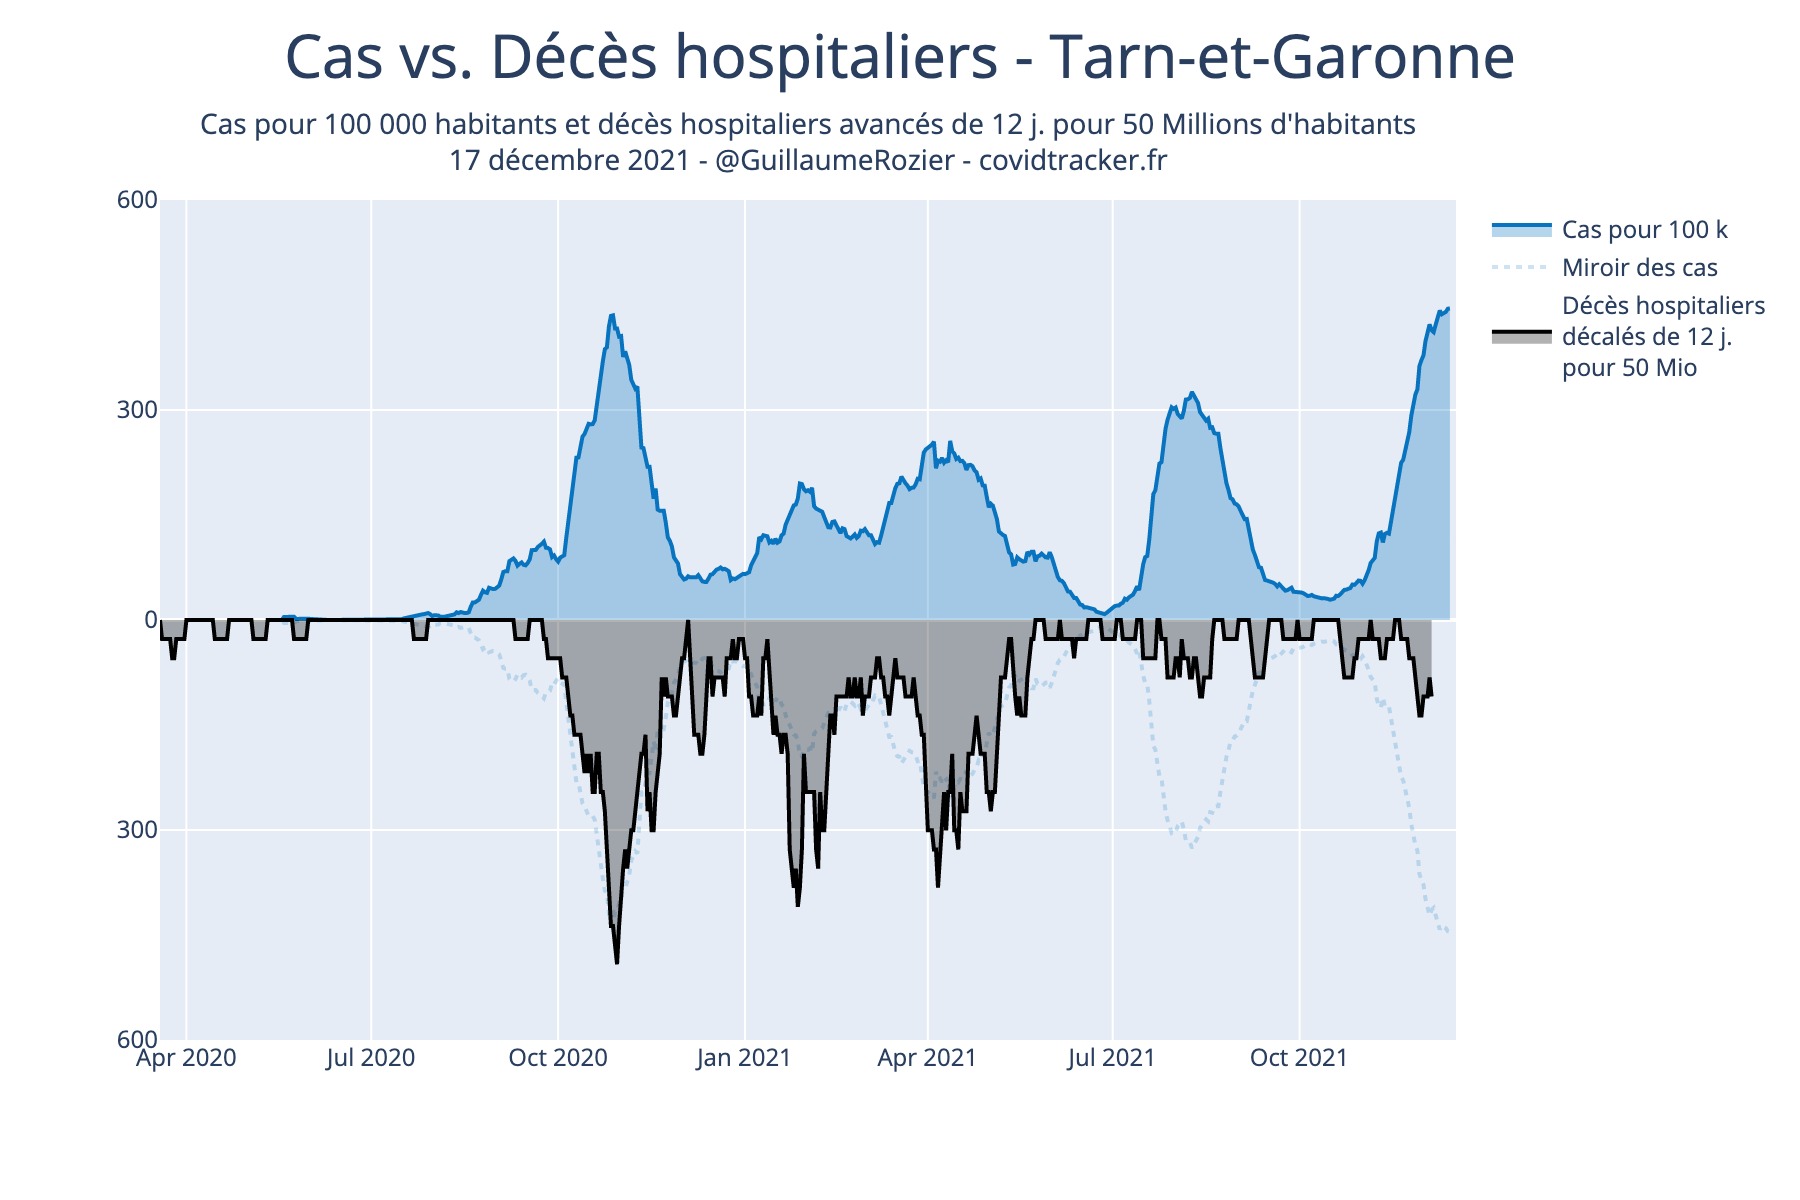 Cas vs. Décès hospitaliers - Tarn-et-Garonne
Cas pour 100 000 habitants et décès hospitaliers avancés de 12 j. pour 50 Millions d'habitants
17 décembre 2021 - @GuillaumeRozier - covidtracker.fr
600
300
0
300
600
Apr 2020
Jul 2020
Oct 2020
Jan 2021
Apr 2021
Jul 2021
Oct 2021
Cas pour 100 k
Miroir des cas
Décès hospitaliers
décalés de 12 j.
pour 50 Mio